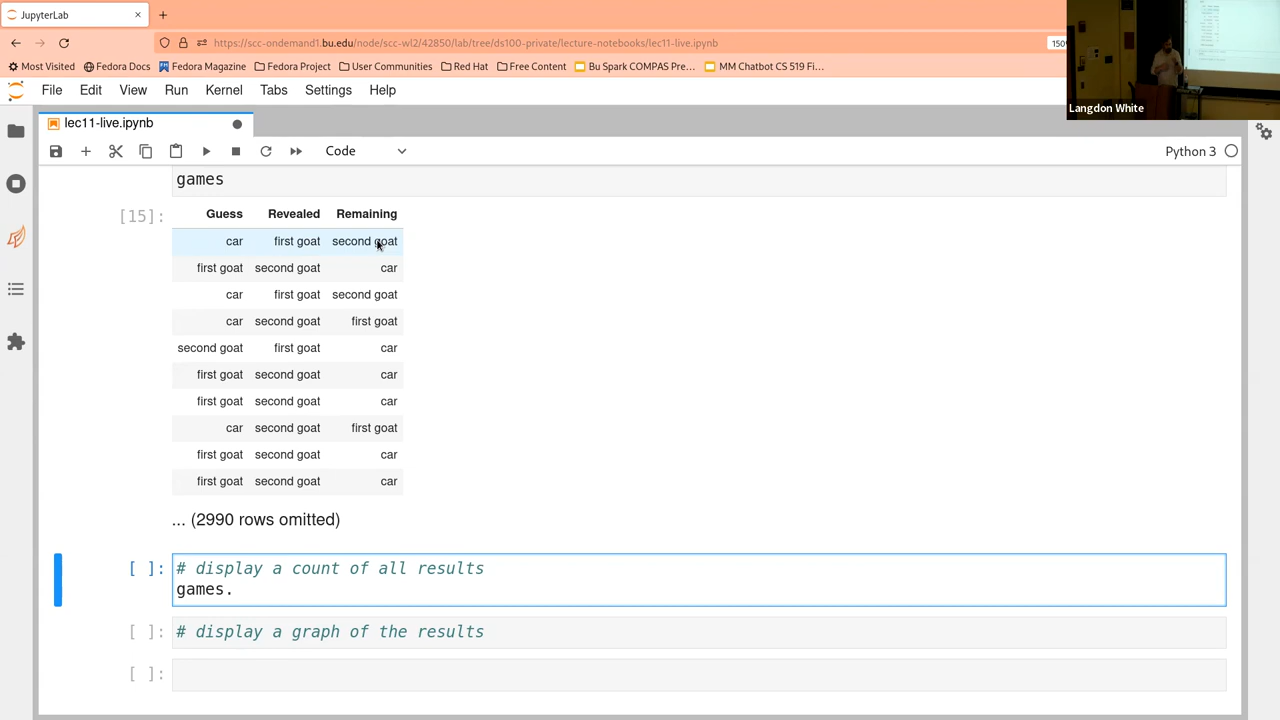 JupyterLab
https://scc-ondemand1.bu.edu/node/scc-wl2/42850/lab/tree/ds100-private/lecture-notebooks/lec11-live.ipynb
150%
Most Visited Fedora Docs Fedora Magazine Fedora Project User Communities Red Hat Free Content Bu Spark COMPAS Pre… MM Chatbot CS 519 Fi…
Langdon White
File Edit View Run Kernel Tabs Settings Help
lec11-live.ipynb
Code Python 3
games
[15]:
Guess Revealed Remaining
car first goat second goat
first goat second goat car
car first goat second goat
car second goat first goat
second goat first goat car
first goat second goat car
first goat second goat car
car second goat first goat
first goat second goat car
first goat second goat car
... (2990 rows omitted)
[ ]: # display a count of all results
games.
[ ]: # display a graph of the results
[ ]: